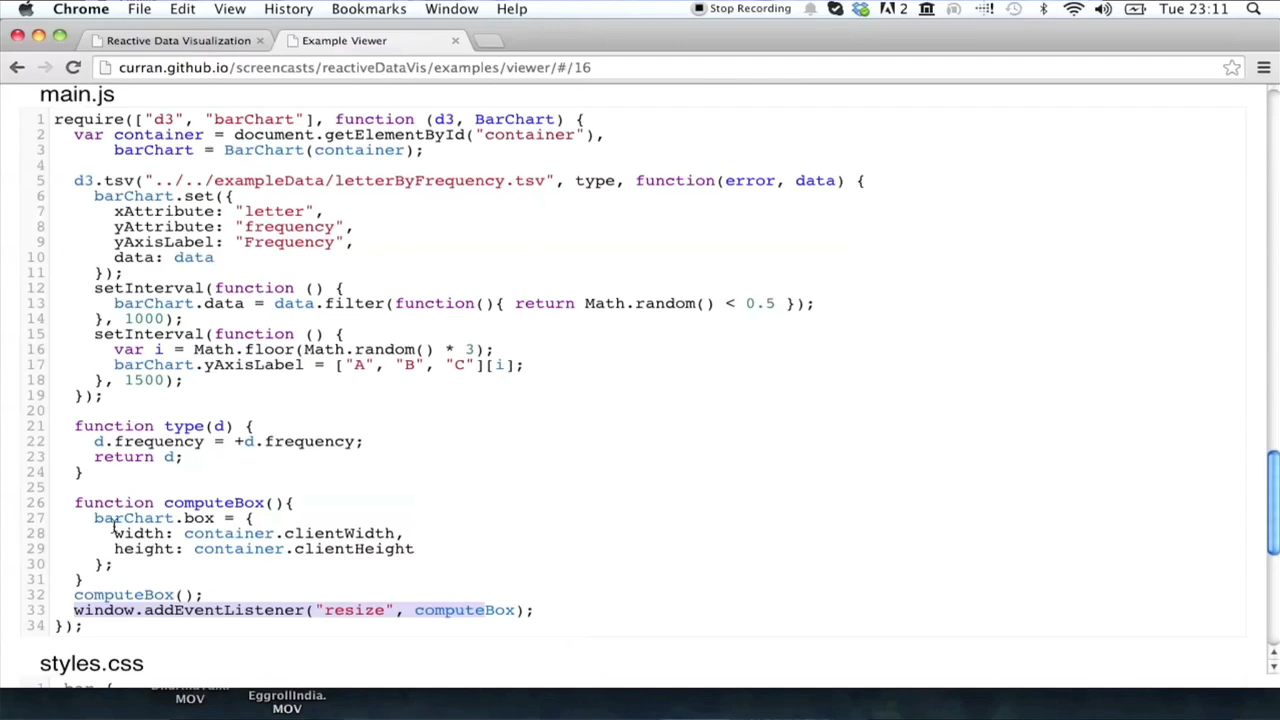 Chrome File Edit View History Bookmarks Window Help Stop Recording 2 Tue 23:11
Reactive Data Visualization Example Viewer
curran.github.io/screencasts/reactiveDataVis/examples/viewer/#/16
main.js
1 require(["d3", "barChart"], function (d3, BarChart) {
2 var container = document.getElementById("container"),
3 barChart = BarChart(container);
4
5 d3.tsv("../../exampleData/letterByFrequency.tsv", type, function(error, data) {
6 barChart.set({
7 xAttribute: "letter",
8 yAttribute: "frequency",
9 yAxisLabel: "Frequency",
10 data: data
11 });
12 setInterval(function () {
13 barChart.data = data.filter(function(){ return Math.random() < 0.5 });
14 }, 1000);
15 setInterval(function () {
16 var i = Math.floor(Math.random() * 3);
17 barChart.yAxisLabel = ["A", "B", "C"][i];
18 }, 1500);
19 });
20
21 function type(d) {
22 d.frequency = +d.frequency;
23 return d;
24 }
25
26 function computeBox(){
27 barChart.box = {
28 width: container.clientWidth,
29 height: container.clientHeight
30 };
31 }
32 computeBox();
33 window.addEventListener("resize", computeBox);
34 });
styles.css
EggrollIndia.
MOV
MOV